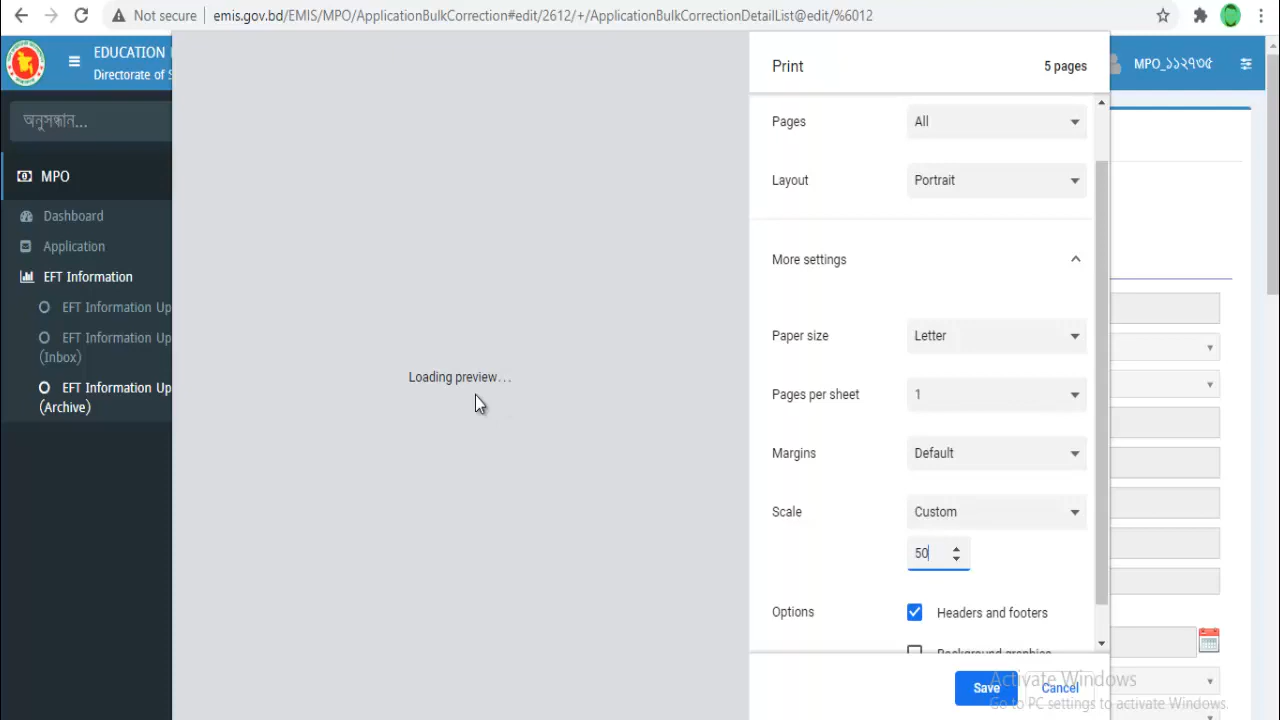 Not secure emis.gov.bd/EMIS/MPO/ApplicationBulkCorrection#edit/2612/+/ApplicationBulkCorrectionDetailList@edit/%6012
EDUCATION
Directorate of S
MPO_১১২৭৩৫
অনুসন্ধান...
MPO
Dashboard
Application
EFT Information
EFT Information Up
EFT Information Up
(Inbox)
EFT Information Up
(Archive)
Loading preview...
Print 5 pages
Pages All
Layout Portrait
More settings
Paper size Letter
Pages per sheet 1
Margins Default
Scale Custom
50
Options Headers and footers
Background graphics
Save Cancel
Activate Windows
Go to PC settings to activate Windows.